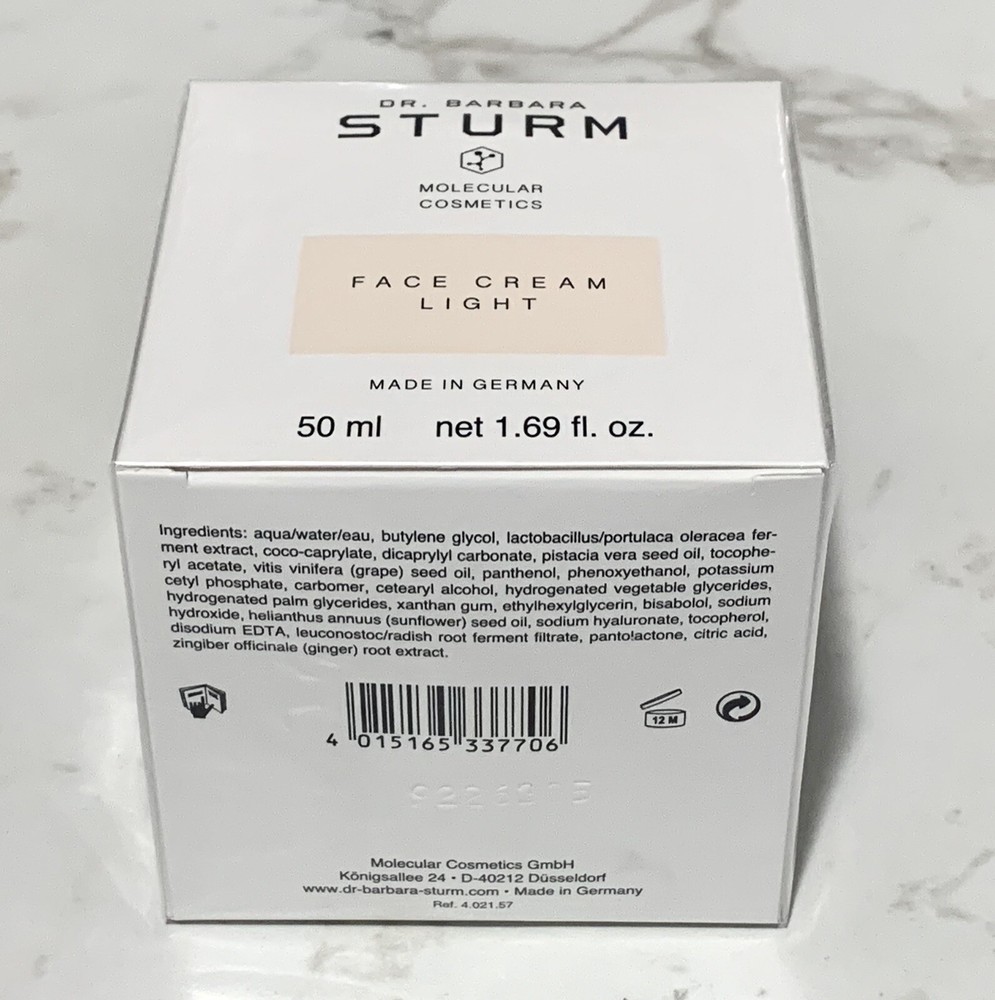 DR. BARBARA
STURM
MOLECULAR
COSMETICS
FACE CREAM
LIGHT
MADE IN GERMANY
50 ml net 1.69 fl. oz.
Ingredients: aqua/water/eau, butylene glycol, lactobacillus/portulaca oleracea fer-
ment extract, coco-caprylate, dicaprylyl carbonate, pistacia vera seed oil, tocophe-
ryl acetate, vitis vinifera (grape) seed oil, panthenol, phenoxyethanol, potassium
cetyl phosphate, carbomer, cetearyl alcohol, hydrogenated vegetable glycerides,
hydrogenated palm glycerides, xanthan gum, ethylhexylglycerin, bisabolol, sodium
hydroxide, helianthus annuus (sunflower) seed oil, sodium hyaluronate, tocopherol,
disodium EDTA, leuconostoc/radish root ferment filtrate, pantolactone, citric acid,
zingiber officinale (ginger) root extract.
12 M
4 015165 337706
Molecular Cosmetics GmbH
Königsallee 24 • D-40212 Düsseldorf
www.dr-barbara-sturm.com • Made in Germany
Ref. 4.021.57